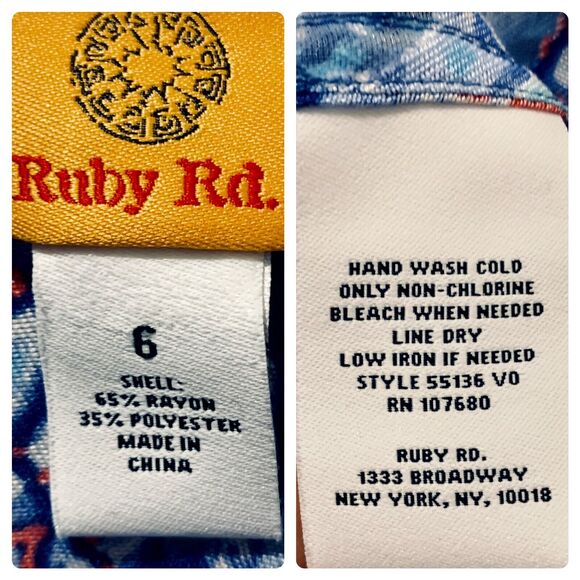 Ruby Rd.
6
SHELL:
65% RAYON
35% POLYESTER
MADE IN
CHINA
HAND WASH COLD
ONLY NON-CHLORINE
BLEACH WHEN NEEDED
LINE DRY
LOW IRON IF NEEDED
STYLE 55136 VO
RN 107680
RUBY RD.
1333 BROADWAY
NEW YORK, NY, 10018